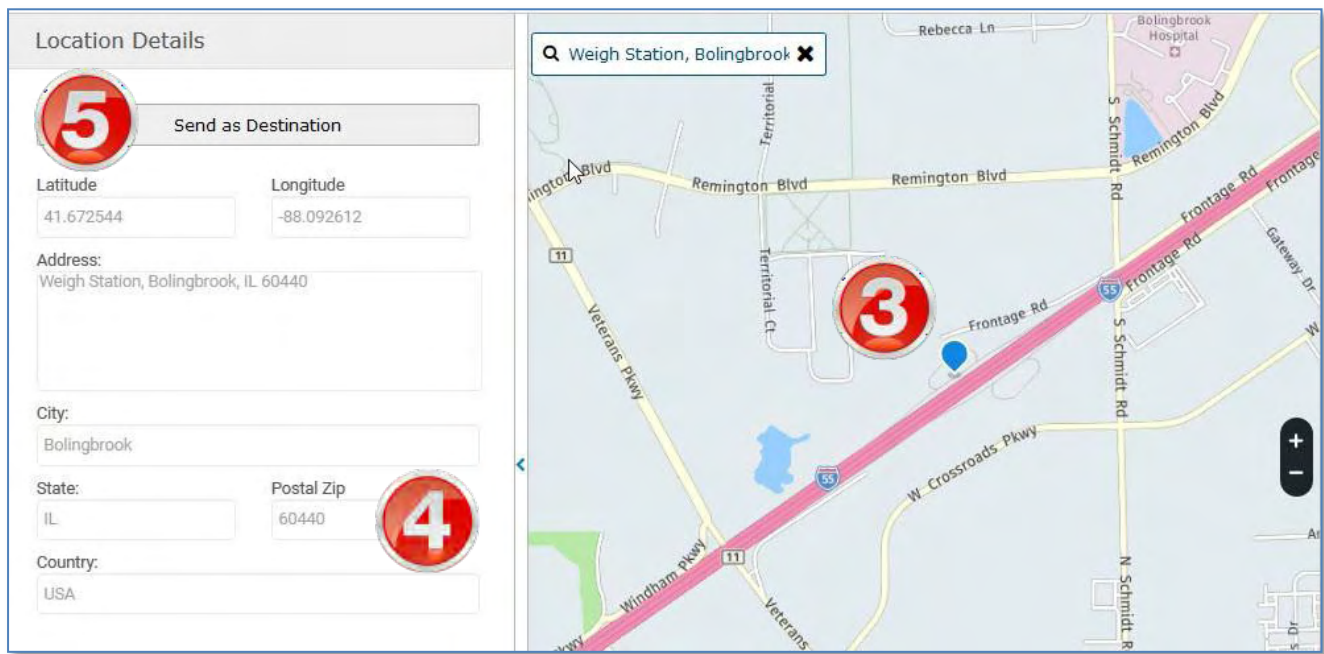 Location Details
5
Send as Destination
Latitude
Longitude
41.672544
-88.092612
Address:
Weigh Station, Bolingbrook, IL 60440
City:
Bolingbrook
State:
Postal Zip
IL
60440
4
Country:
USA
Weigh Station, Bolingbrook
Rebecca Ln
Bolingbrook
Hospital
Territorial
S Schmidt Rd
Remington Blvd
Blvd
Remington Blvd
Remington Blvd
Frontage Rd
Frontage
11
Territorial Ct
3
Frontage Rd
55
Frontage Rd
Gateway Dr
Veterans Pkwy
S Schmidt Rd
W
W Crossroads Pkwy
55
+
−
11
Windham Pkwy
N Schmidt R
Veterans
Dr